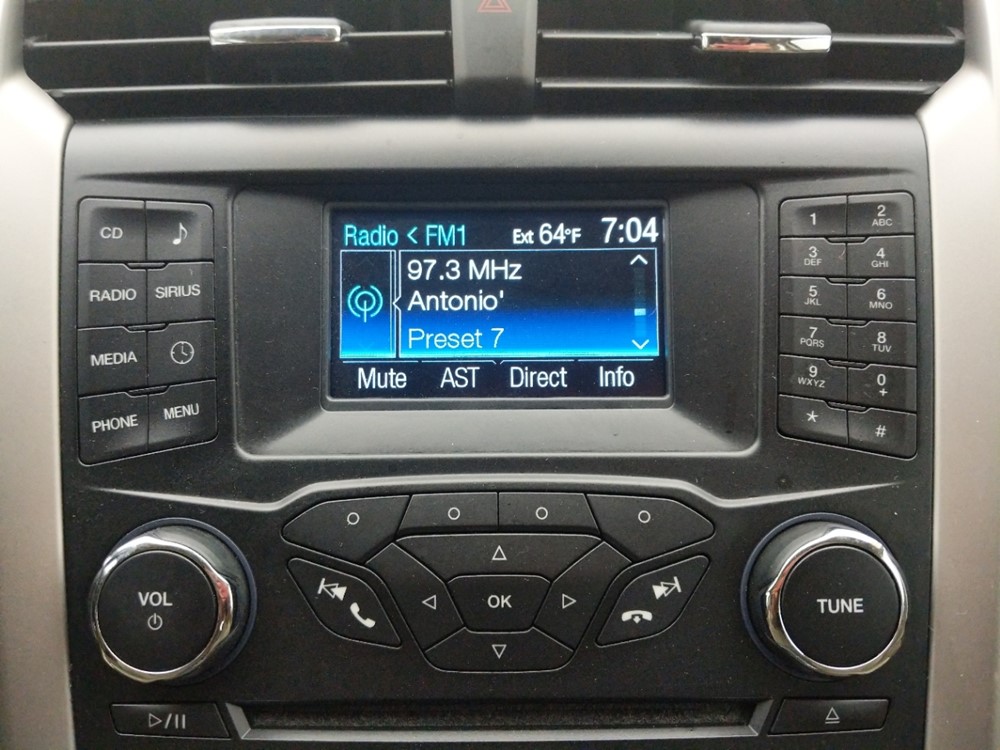 Radio < FM1 Ext 64°F 7:04
97.3 MHz
Antonio'
Preset 7
Mute AST Direct Info
CD
RADIO SIRIUS
MEDIA
PHONE MENU
1 2 ABC
3 DEF 4 GHI
5 JKL 6 MNO
7 PQRS 8 TUV
9 WXYZ 0 +
* #
VOL
OK
TUNE